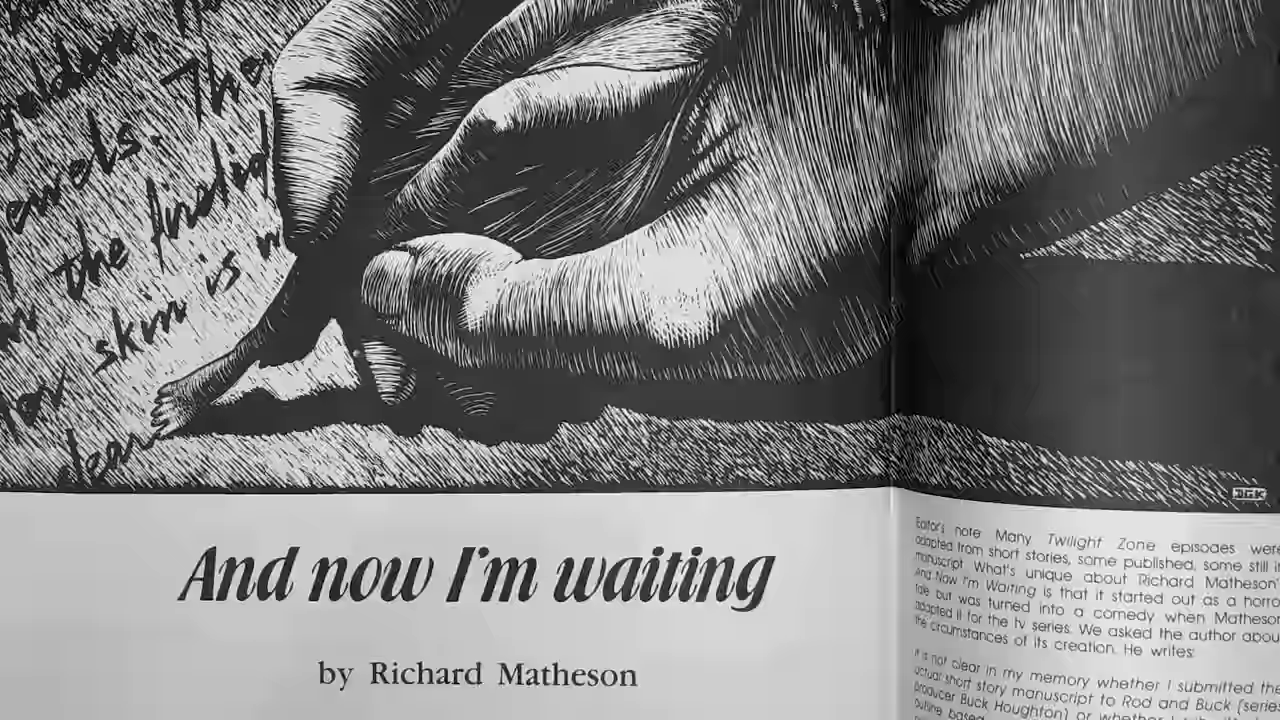 jewels. The
the firelight
skin is
And now I'm waiting
by Richard Matheson
JGK
Editor's note Many Twilight Zone episodes were
adapted from short stories, some published, some still in
manuscript. What's unique about Richard Matheson's
And Now I'm Waiting is that it started out as a horror
tale but was turned into a comedy when Matheson
adapted it for the tv series. We asked the author about
the circumstances of its creation. He writes:
It is not clear in my memory whether I submitted the
actual short story manuscript to Rod and Buck (series
producer Buck Houghton) or whether
outline based